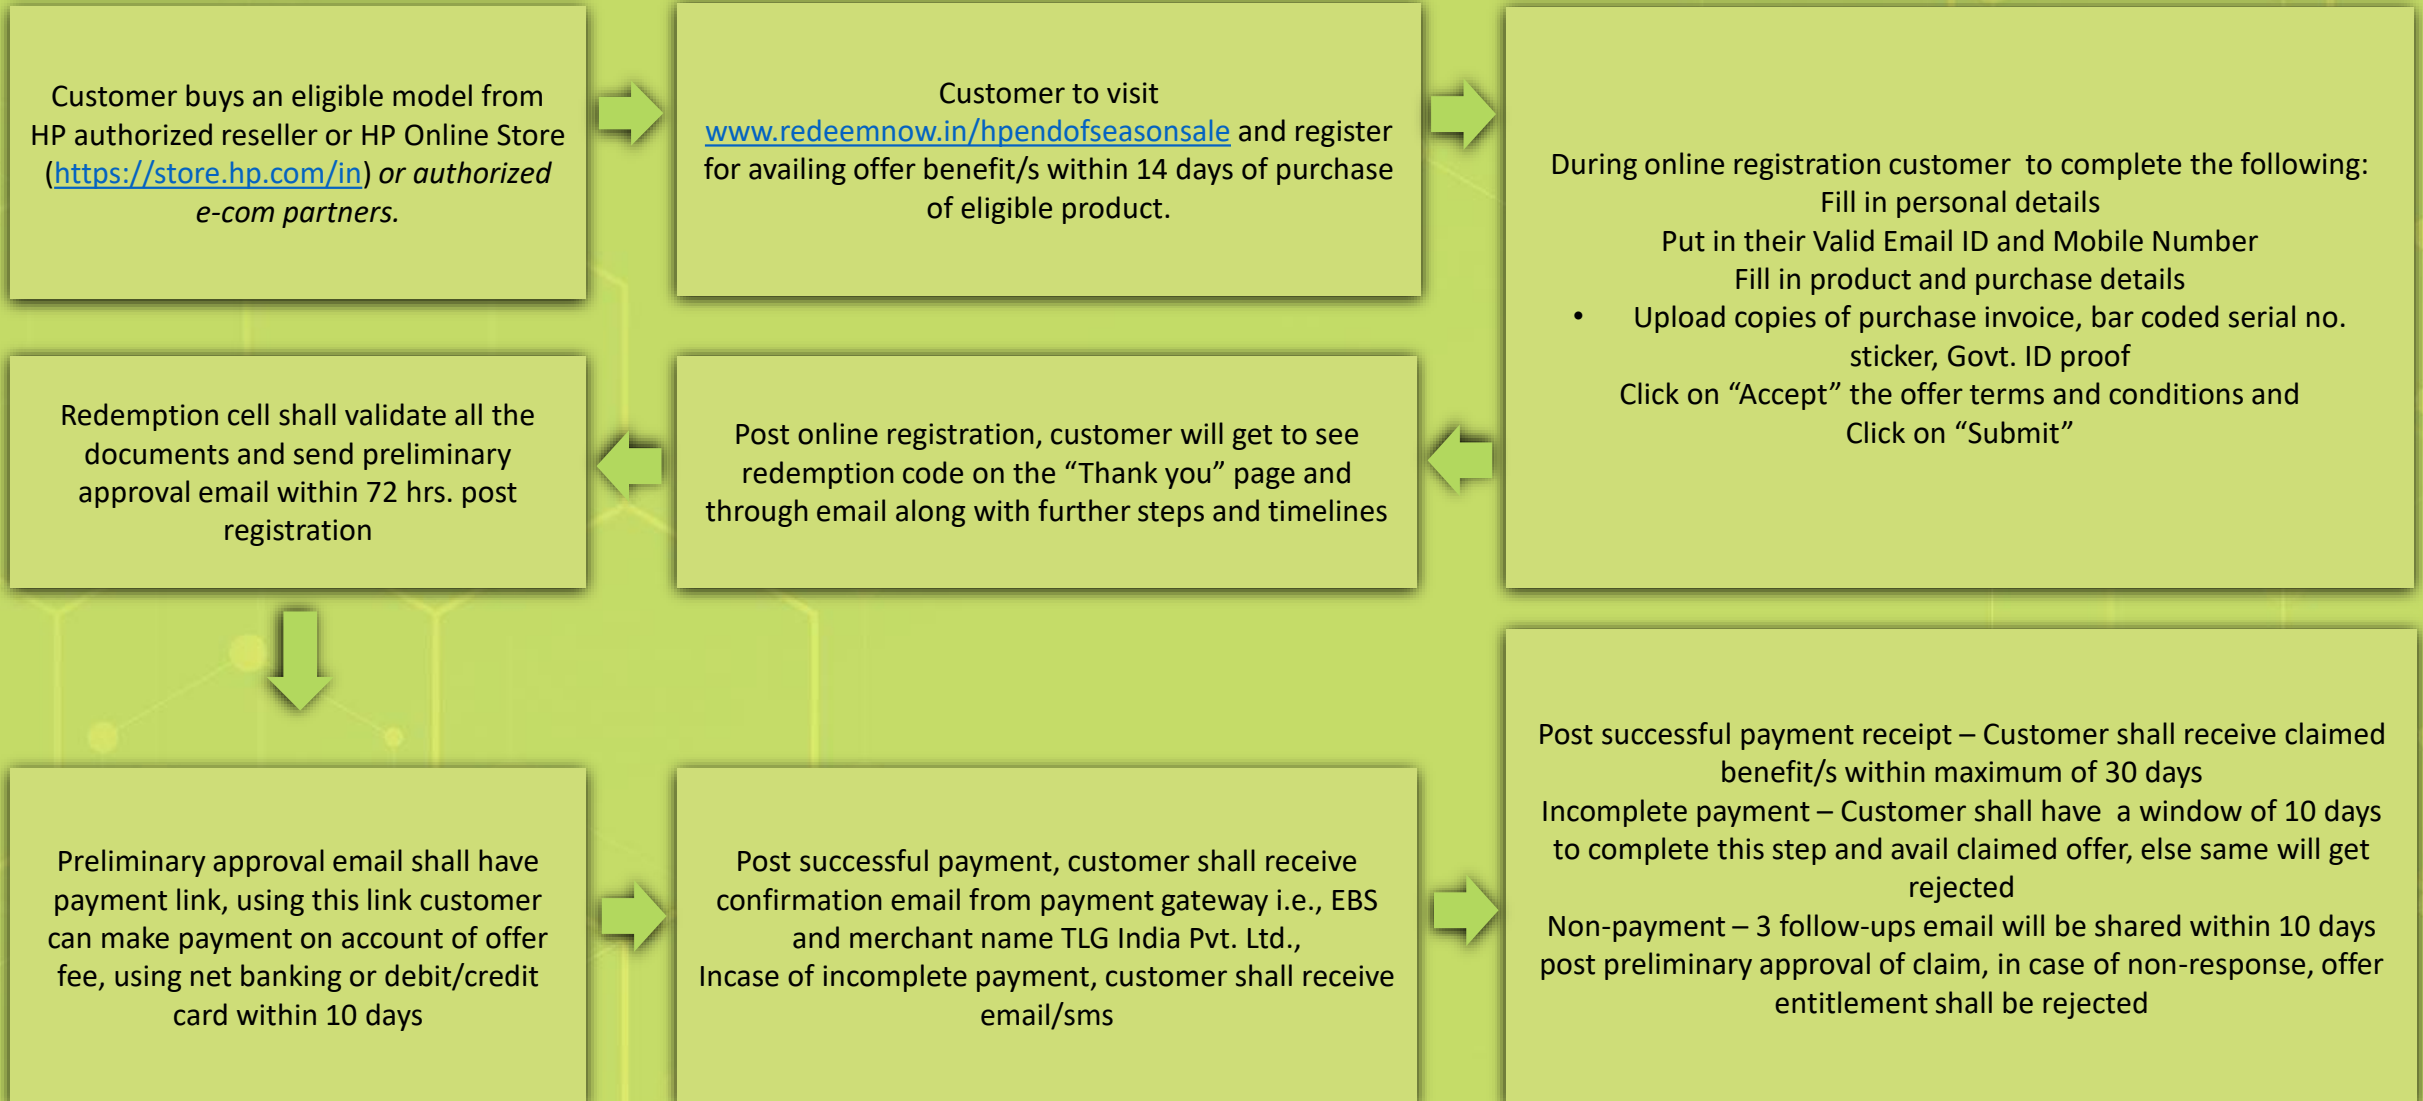 Customer buys an eligible model from
HP authorized reseller or HP Online Store
(https://store.hp.com/in) or authorized
e-com partners.
Customer to visit
www.redeemnow.in/hpendofseasonsale and register
for availing offer benefit/s within 14 days of purchase
of eligible product.
During online registration customer  to complete the following:
Fill in personal details
Put in their Valid Email ID and Mobile Number
Fill in product and purchase details
• Upload copies of purchase invoice, bar coded serial no.
sticker, Govt. ID proof
Click on “Accept” the offer terms and conditions and
Click on “Submit”
Post online registration, customer will get to see
redemption code on the “Thank you” page and
through email along with further steps and timelines
Redemption cell shall validate all the
documents and send preliminary
approval email within 72 hrs. post
registration
Preliminary approval email shall have
payment link, using this link customer
can make payment on account of offer
fee, using net banking or debit/credit
card within 10 days
Post successful payment, customer shall receive
confirmation email from payment gateway i.e., EBS
and merchant name TLG India Pvt. Ltd.,
Incase of incomplete payment, customer shall receive
email/sms
Post successful payment receipt – Customer shall receive claimed
benefit/s within maximum of 30 days
Incomplete payment – Customer shall have  a window of 10 days
to complete this step and avail claimed offer, else same will get
rejected
Non-payment – 3 follow-ups email will be shared within 10 days
post preliminary approval of claim, in case of non-response, offer
entitlement shall be rejected